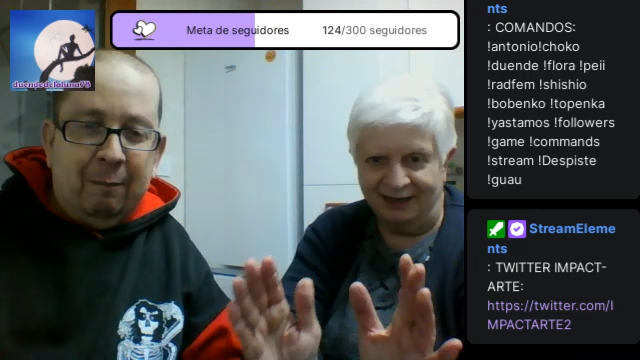 Meta de seguidores 124/300 seguidores
duendedelaluna78
nts
: COMANDOS:
!antonio!choko
!duende !flora !peii
!radfem !shishio
!bobenko !topenka
!yastamos !followers
!game !commands
!stream !Despiste
!guau
StreamEleme
nts
: TWITTER IMPACT-
ARTE:
https://twitter.com/I
MPACTARTE2